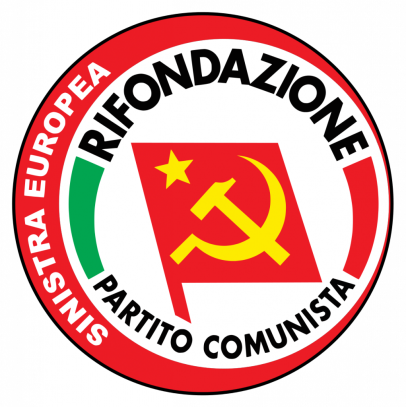 RIFONDAZIONE
PARTITO COMUNISTA
SINISTRA EUROPEA